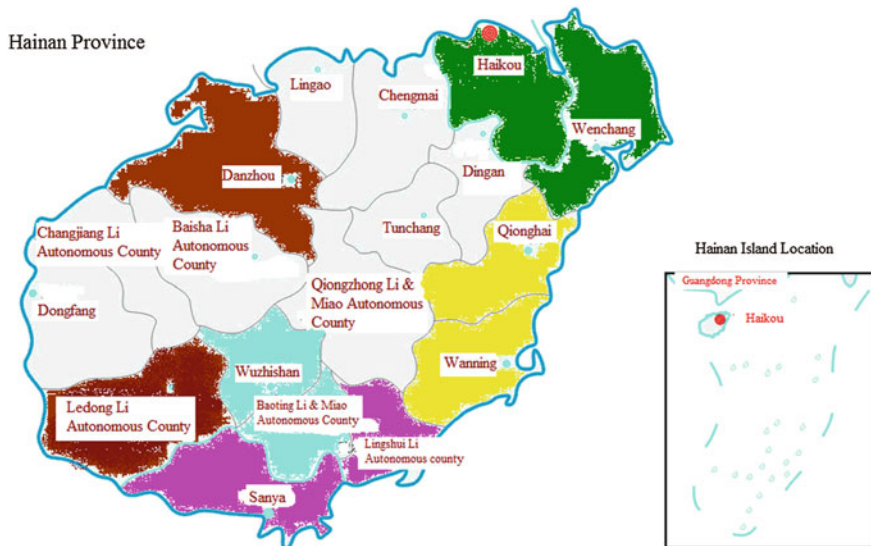 Hainan Province
Haikou
Lingao
Chengmai
Wenchang
Dingan
Danzhou
Tunchang
Qionghai
Changjiang Li
Autonomous County
Baisha Li
Autonomous
County
Qiongzhong Li &
Miao Autonomous
County
Dongfang
Wuzhishan
Wanning
Ledong Li
Autonomous County
Baoting Li & Miao
Autonomous County
Lingshui Li
Autonomous county
Sanya
Hainan Island Location
Guangdong Province
Haikou